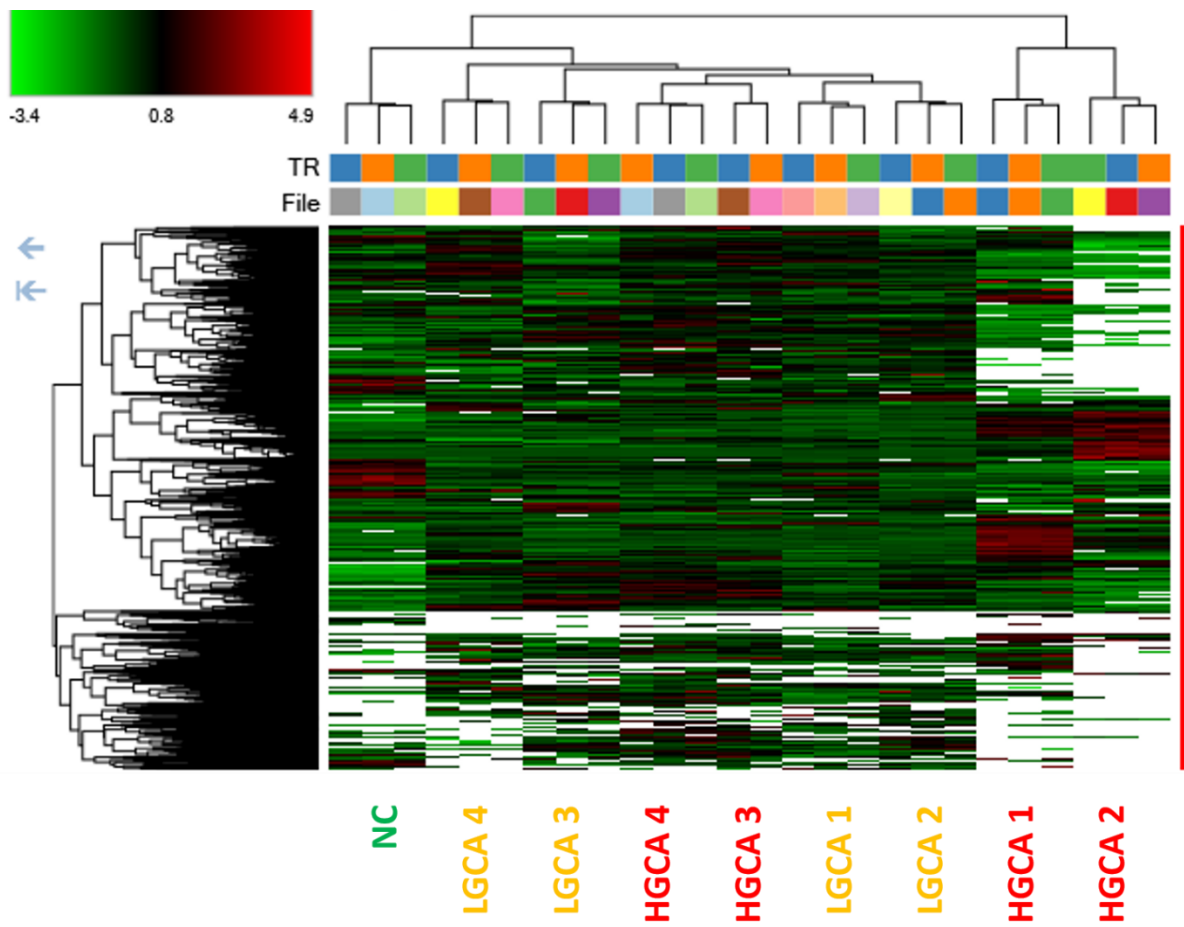 -3.4 0.8 4.9
TR
File
NC
LGCA 4
LGCA 3
HGCA 4
HGCA 3
LGCA 1
LGCA 2
HGCA 1
HGCA 2